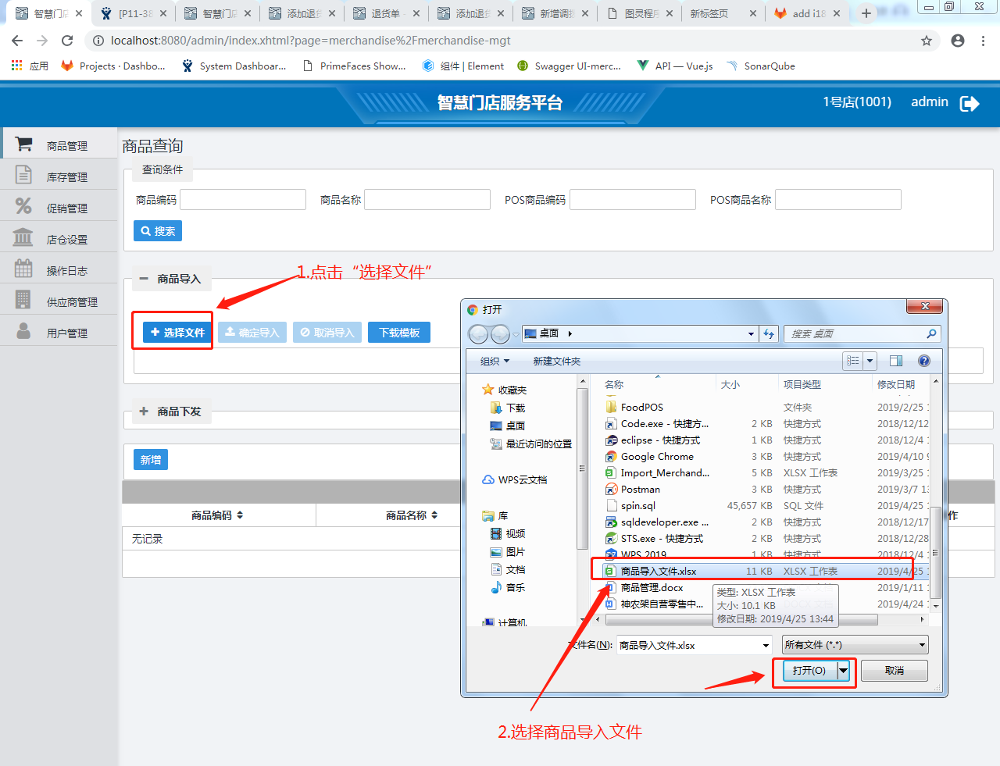 智慧门店
[P11-38
智慧门店
添加退货
退货单 -
添加退货
新增调拨
图灵程序
新标签页
add i18
localhost:8080/admin/index.xhtml?page=merchandise%2Fmerchandise-mgt
应用
Projects · Dashbo...
System Dashboar...
PrimeFaces Show...
组件 | Element
Swagger UI-merc...
API — Vue.js
SonarQube
智慧门店服务平台
1号店(1001)
admin
商品管理
库存管理
促销管理
店仓设置
操作日志
供应商管理
用户管理
商品查询
查询条件
商品编码
商品名称
POS商品编码
POS商品名称
搜索
商品导入
1.点击“选择文件”
选择文件
确定导入
取消导入
下载模板
商品下发
新增
商品编码
商品名称
作
无记录
打开
桌面
搜索 桌面
组织
新建文件夹
收藏夹
下载
桌面
最近访问的位置
WPS云文档
库
视频
图片
文档
音乐
计算机
名称 大小 项目类型 修改日期
FoodPOS 文件夹 2019/2/25 1
Code.exe - 快捷方... 2 KB 快捷方式 2018/12/12
eclipse - 快捷方式 1 KB 快捷方式 2018/12/4 1
Google Chrome 3 KB 快捷方式 2019/4/10 9
Import_Merchand... 5 KB XLSX 工作表 2019/3/25 1
Postman 3 KB 快捷方式 2019/3/7 13
spin.sql 45,657 KB SQL 文件 2019/4/25 1
sqldeveloper.exe ... 2 KB 快捷方式 2018/12/17
STS.exe - 快捷方式 2 KB 快捷方式 2018/12/28
WPS 2019 1 KB 快捷方式 2018/12/4 1
商品导入文件.xlsx 11 KB XLSX 工作表 2019/4/25 1
商品管理.docx 2019/1/11 1
神农架自营零售中... 2019/4/24 1
类型: XLSX 工作表
大小: 10.1 KB
修改日期: 2019/4/25 13:44
文件名(N):
商品导入文件.xlsx
所有文件 (*.*)
打开(O)
取消
2.选择商品导入文件